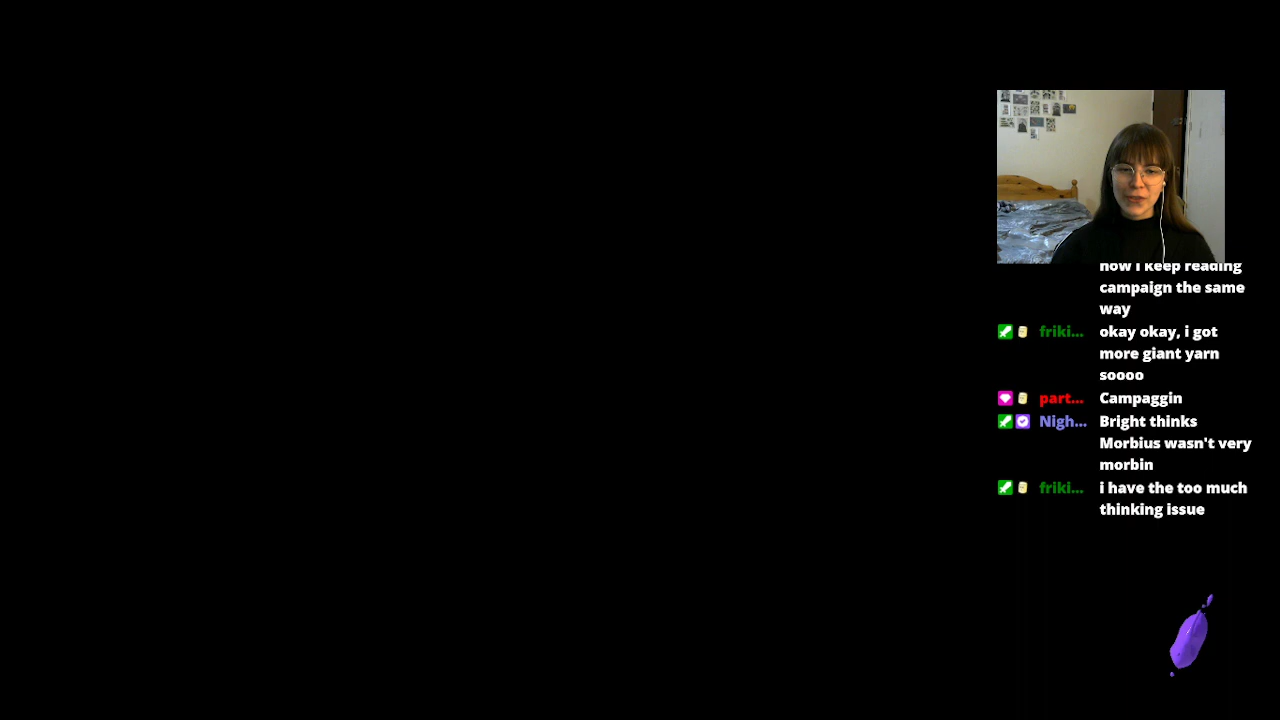 now i keep reading
campaign the same
way
friki... okay okay, i got
more giant yarn
soooo
part... Campaggin
Nigh... Bright thinks
Morbius wasn't very
morbin
friki... i have the too much
thinking issue